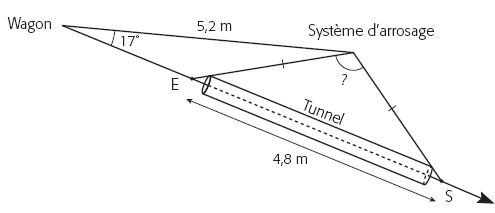 Wagon
5,2 m
Système d'arrosage
17°
?
E
Tunnel
4,8 m
S